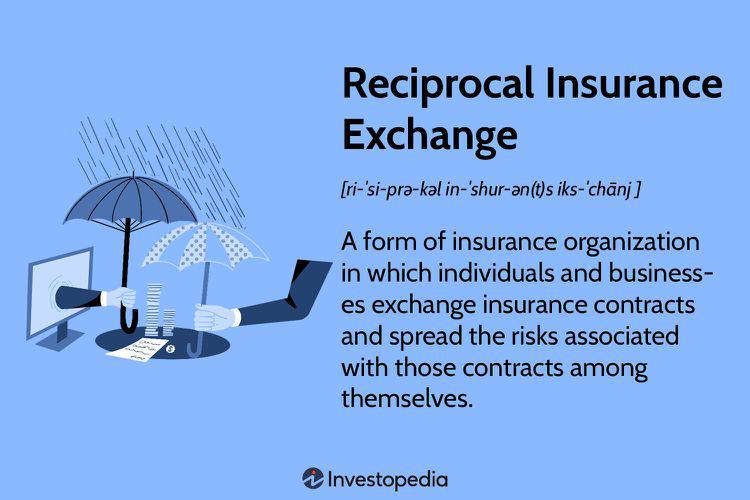 Reciprocal Insurance
Exchange
[ri-ˈsi-prə-kəl in-ˈshur-ən(t)s iks-ˈchānj ]
A form of insurance organization
in which individuals and business-
es exchange insurance contracts
and spread the risks associated
with those contracts among
themselves.
$
Investopedia